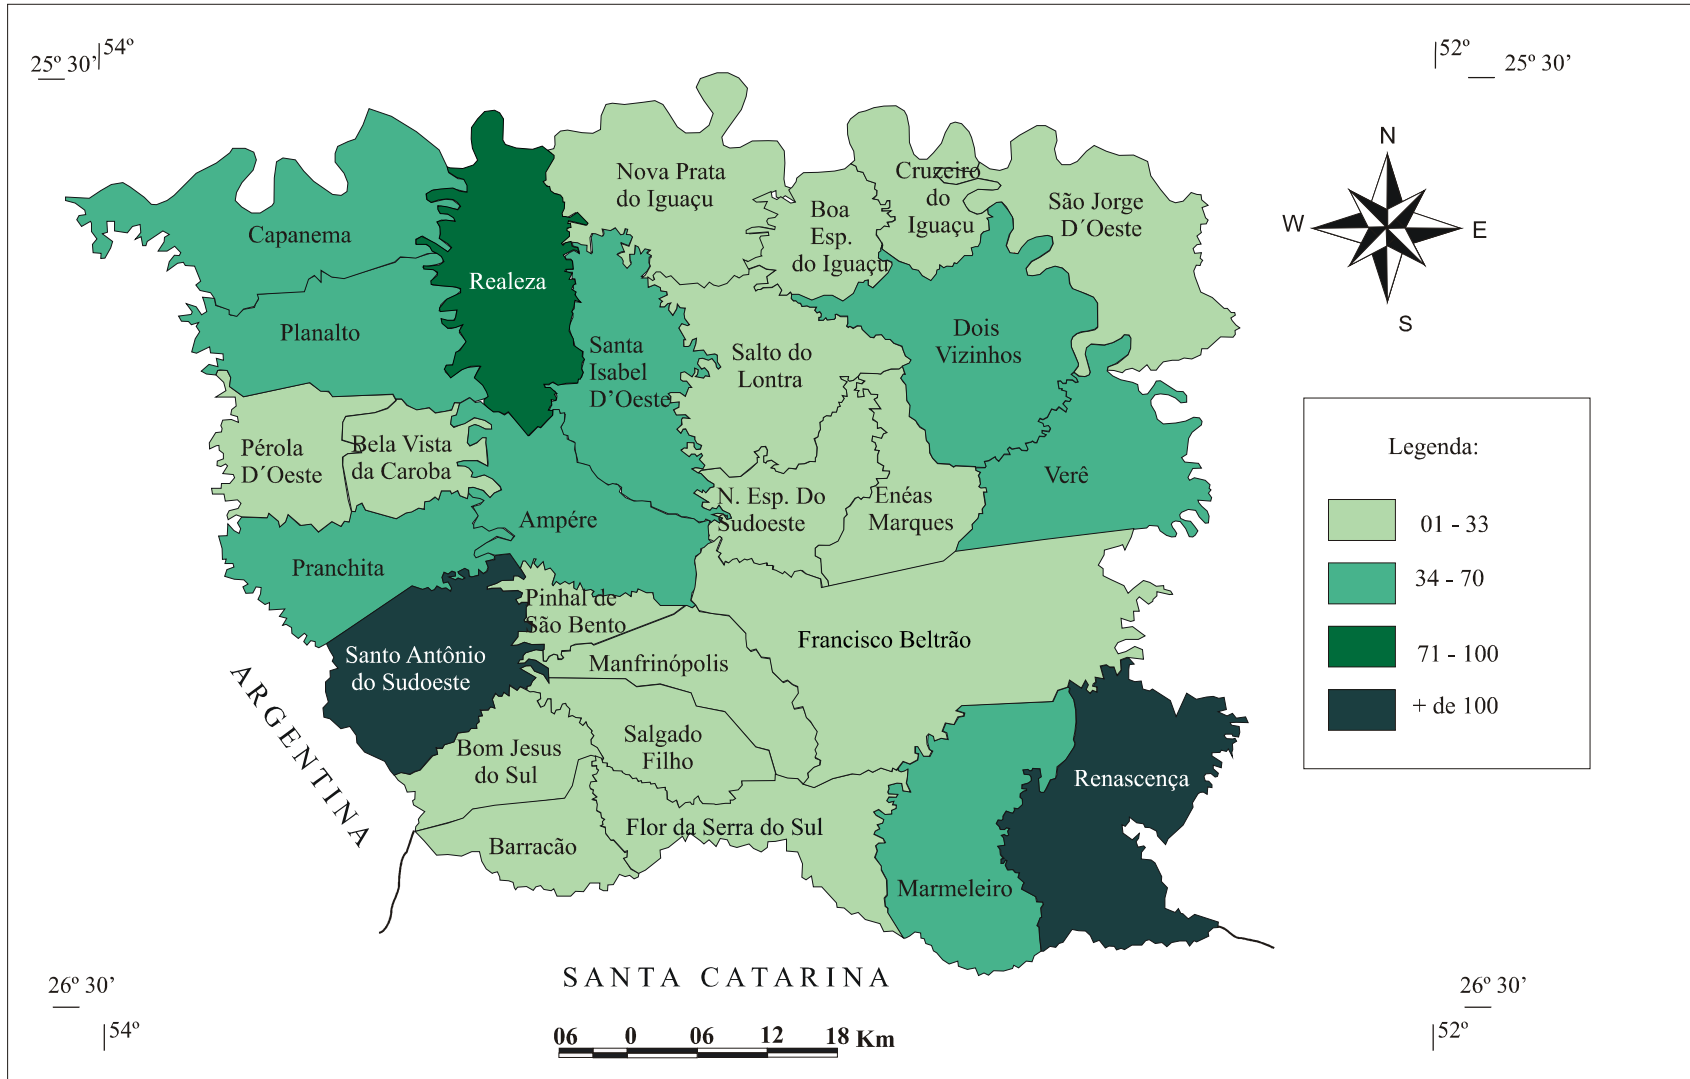 54º
52º
25º 30’
25º 30’
N
W
E
S
Nova Prata
do Iguaçu
Cruzeiro
do
Iguaçu
São Jorge
D´Oeste
Boa
Esp.
do Iguaçu
Capanema
Realeza
Planalto
Santa
Isabel
D’Oeste
Salto do
Lontra
Dois
Vizinhos
Pérola
D´Oeste
Bela Vista
da Caroba
Verê
N. Esp. Do
Sudoeste
Enéas
Marques
Ampére
Pranchita
Pinhal de
São Bento
Francisco Beltrão
Santo Antônio
do Sudoeste
Manfrinópolis
Salgado
Filho
Bom Jesus
do Sul
Renascença
Flor da Serra do Sul
Barracão
Marmeleiro
ARGENTINA
SANTA CATARINA
Legenda:
01 - 33
34 - 70
71 - 100
+ de 100
26º 30’
26º 30’
54º
52º
06 0 06 12 18 Km